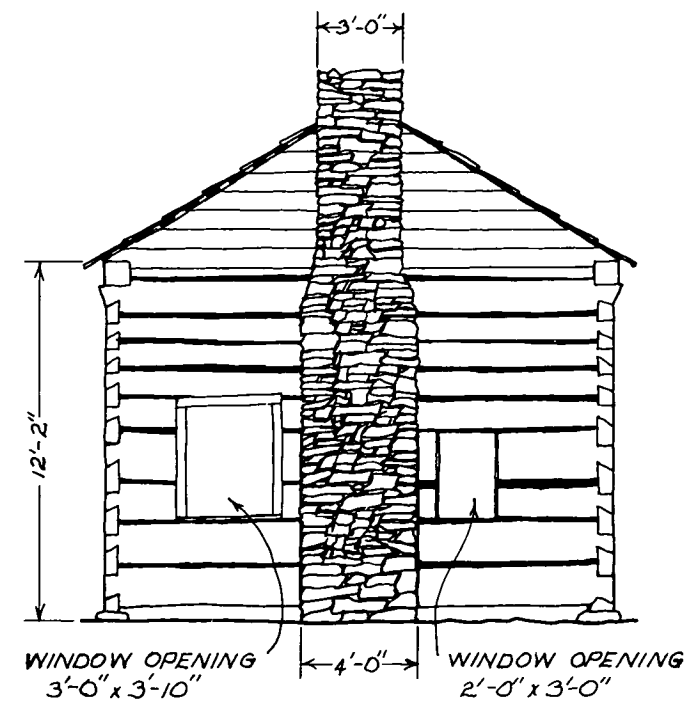 3'-0"
12'-2"
4'-0"
WINDOW OPENING
3'-0" x 3'-10"
WINDOW OPENING
2'-0" x 3'-0"